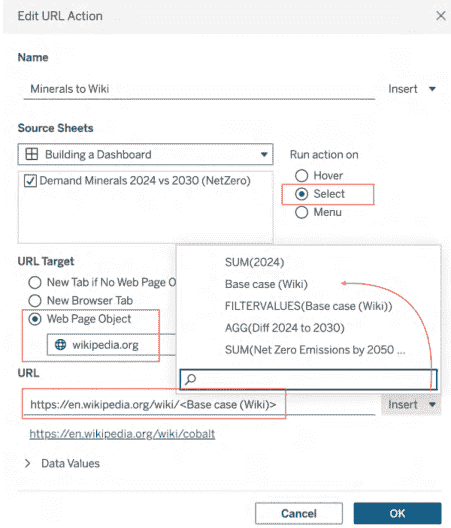 Edit URL Action
Name
Minerals to Wiki
Insert
Source Sheets
Building a Dashboard
Demand Minerals 2024 vs 2030 (NetZero)
Run action on
Hover
Select
Menu
URL Target
New Tab if No Web Page O
New Browser Tab
Web Page Object
wikipedia.org
SUM(2024)
Base case (Wiki)
FILTERVALUES(Base case (Wiki))
AGG(Diff 2024 to 2030)
SUM(Net Zero Emissions by 2050 ...
URL
https://en.wikipedia.org/wiki/<Base case (Wiki)>
Insert
https://en.wikipedia.org/wiki/cobalt
Data Values
Cancel
OK